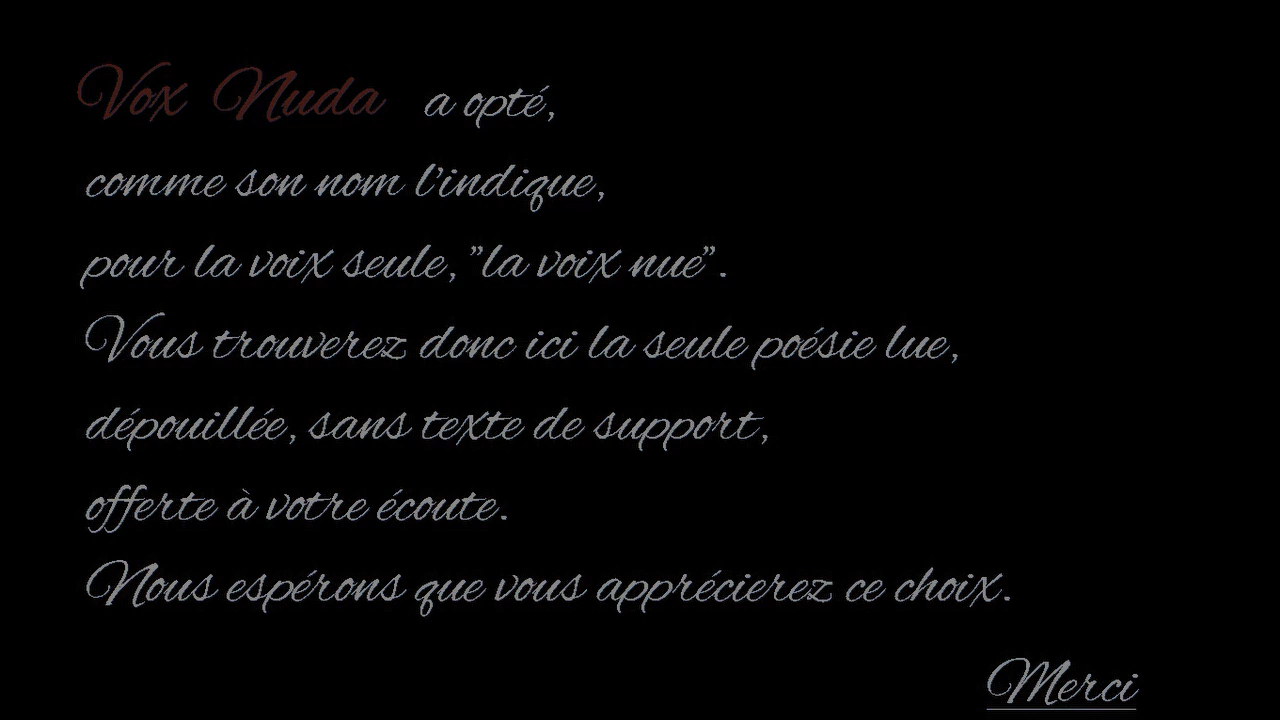 Vox Nuda a opté,
comme son nom l'indique,
pour la voix seule, "la voix nue".
Vous trouverez donc ici la seule poésie lue,
dépouillée, sans texte de support,
offerte à votre écoute.
Nous espérons que vous apprécierez ce choix.
Merci